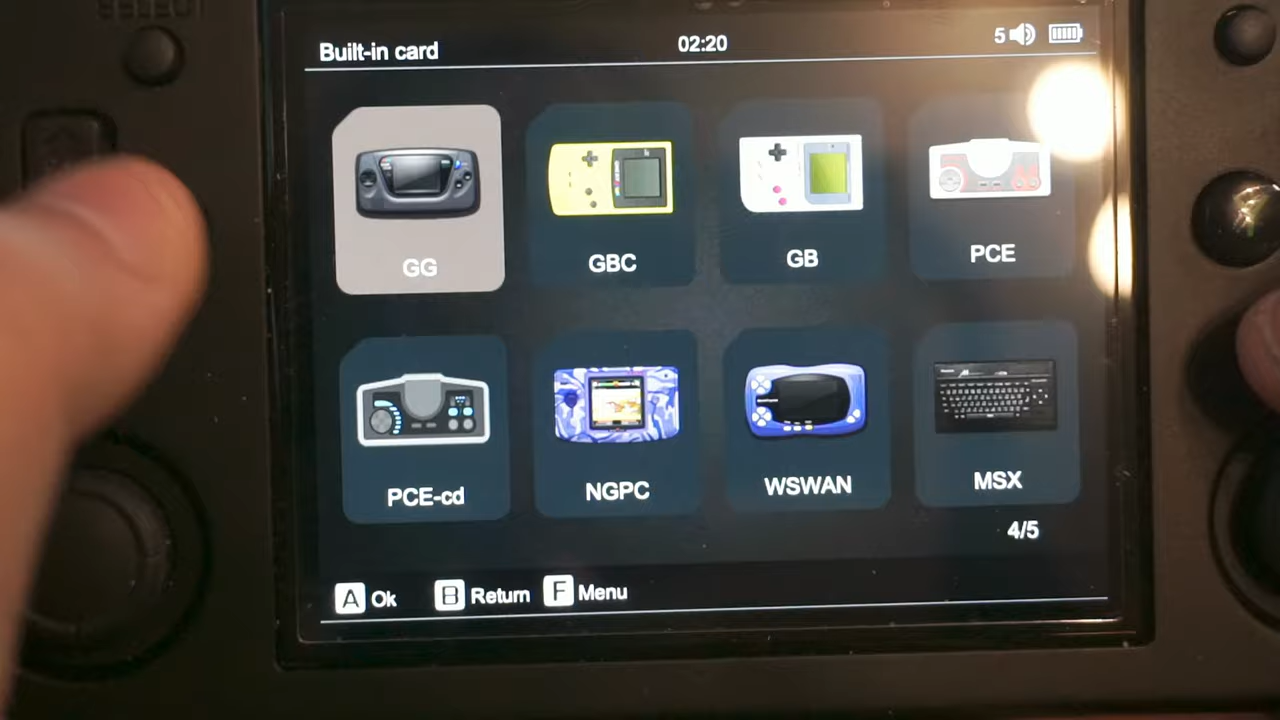 SELECT
Built-in card
02:20
5
GG
GBC
GB
PCE
PCE-cd
NGPC
WSWAN
MSX
4/5
A Ok
B Return
F Menu